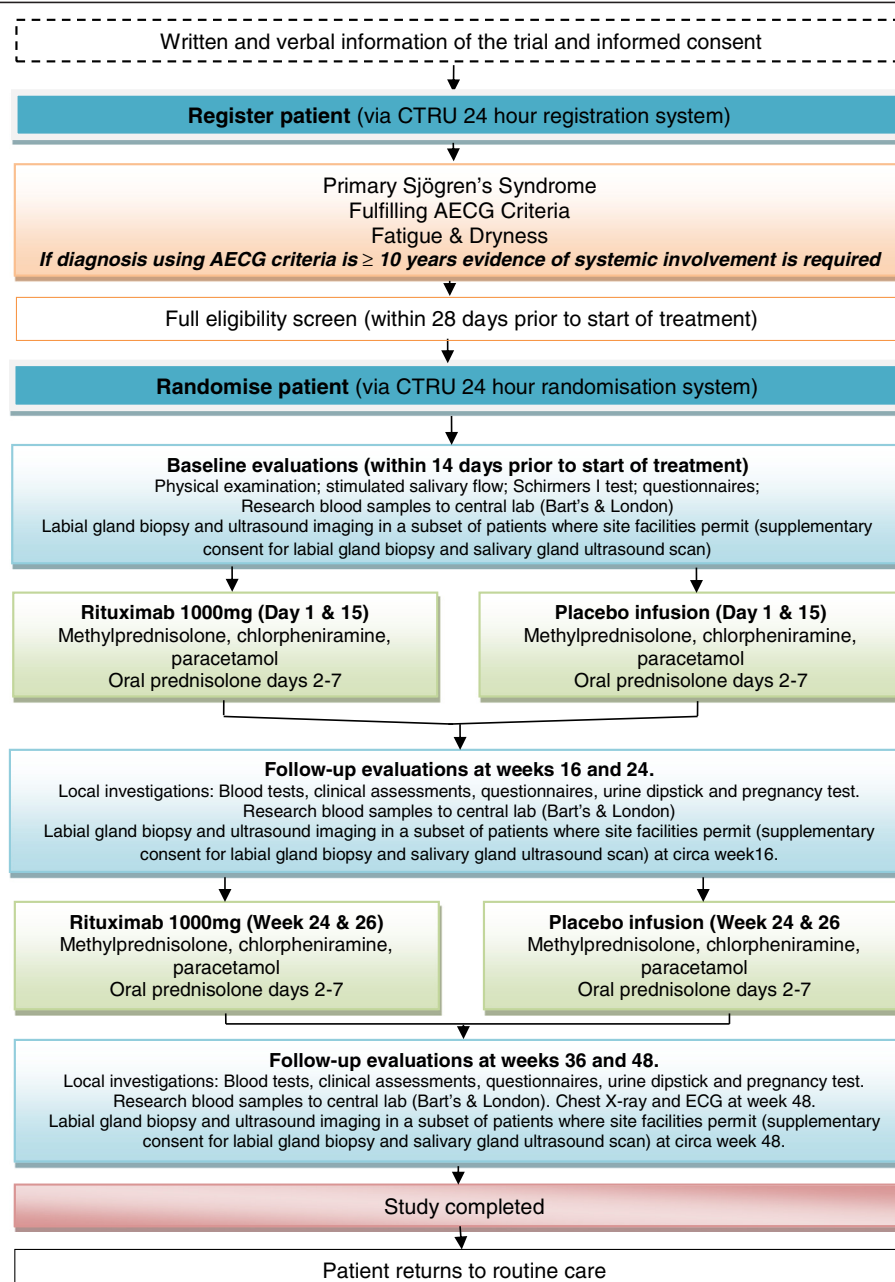 Written and verbal information of the trial and informed consent
Register patient (via CTRU 24 hour registration system)
Primary Sjögren's Syndrome
Fulfilling AECG Criteria
Fatigue & Dryness
If diagnosis using AECG criteria is ≥ 10 years evidence of systemic involvement is required
Full eligibility screen (within 28 days prior to start of treatment)
Randomise patient (via CTRU 24 hour randomisation system)
Baseline evaluations (within 14 days prior to start of treatment)
Physical examination; stimulated salivary flow; Schirmers I test; questionnaires;
Research blood samples to central lab (Bart's & London)
Labial gland biopsy and ultrasound imaging in a subset of patients where site facilities permit (supplementary
consent for labial gland biopsy and salivary gland ultrasound scan)
Rituximab 1000mg (Day 1 & 15)
Methylprednisolone, chlorpheniramine,
paracetamol
Oral prednisolone days 2-7
Placebo infusion (Day 1 & 15)
Methylprednisolone, chlorpheniramine,
paracetamol
Oral prednisolone days 2-7
Follow-up evaluations at weeks 16 and 24.
Local investigations: Blood tests, clinical assessments, questionnaires, urine dipstick and pregnancy test.
Research blood samples to central lab (Bart's & London)
Labial gland biopsy and ultrasound imaging in a subset of patients where site facilities permit (supplementary
consent for labial gland biopsy and salivary gland ultrasound scan) at circa week16.
Rituximab 1000mg (Week 24 & 26)
Methylprednisolone, chlorpheniramine,
paracetamol
Oral prednisolone days 2-7
Placebo infusion (Week 24 & 26
Methylprednisolone, chlorpheniramine,
paracetamol
Oral prednisolone days 2-7
Follow-up evaluations at weeks 36 and 48.
Local investigations: Blood tests, clinical assessments, questionnaires, urine dipstick and pregnancy test.
Research blood samples to central lab (Bart's & London). Chest X-ray and ECG at week 48.
Labial gland biopsy and ultrasound imaging in a subset of patients where site facilities permit (supplementary
consent for labial gland biopsy and salivary gland ultrasound scan) at circa week 48.
Study completed
Patient returns to routine care